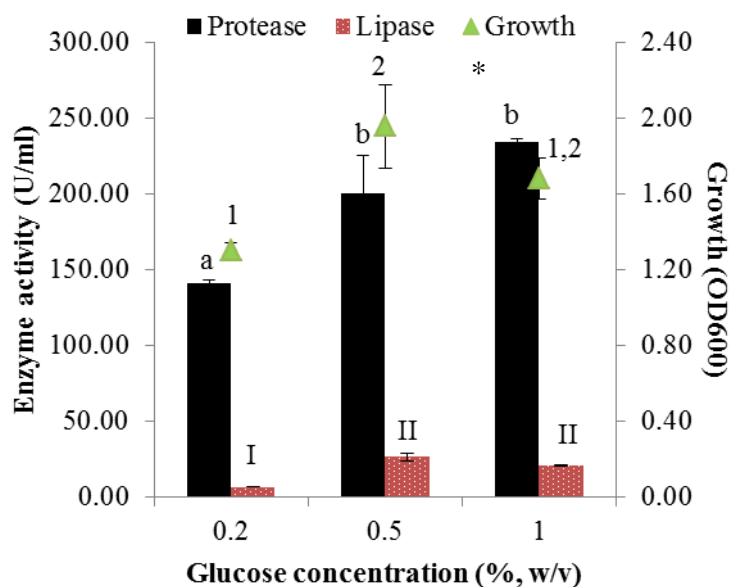 Protease Lipase Growth
300.00
250.00
200.00
150.00
100.00
50.00
0.00
Enzyme activity (U/ml)
2.40
2.00
1.60
1.20
0.80
0.40
0.00
Growth (OD600)
a 1
I
b 2
II
* b 1,2
II
0.2 0.5 1
Glucose concentration (%, w/v)